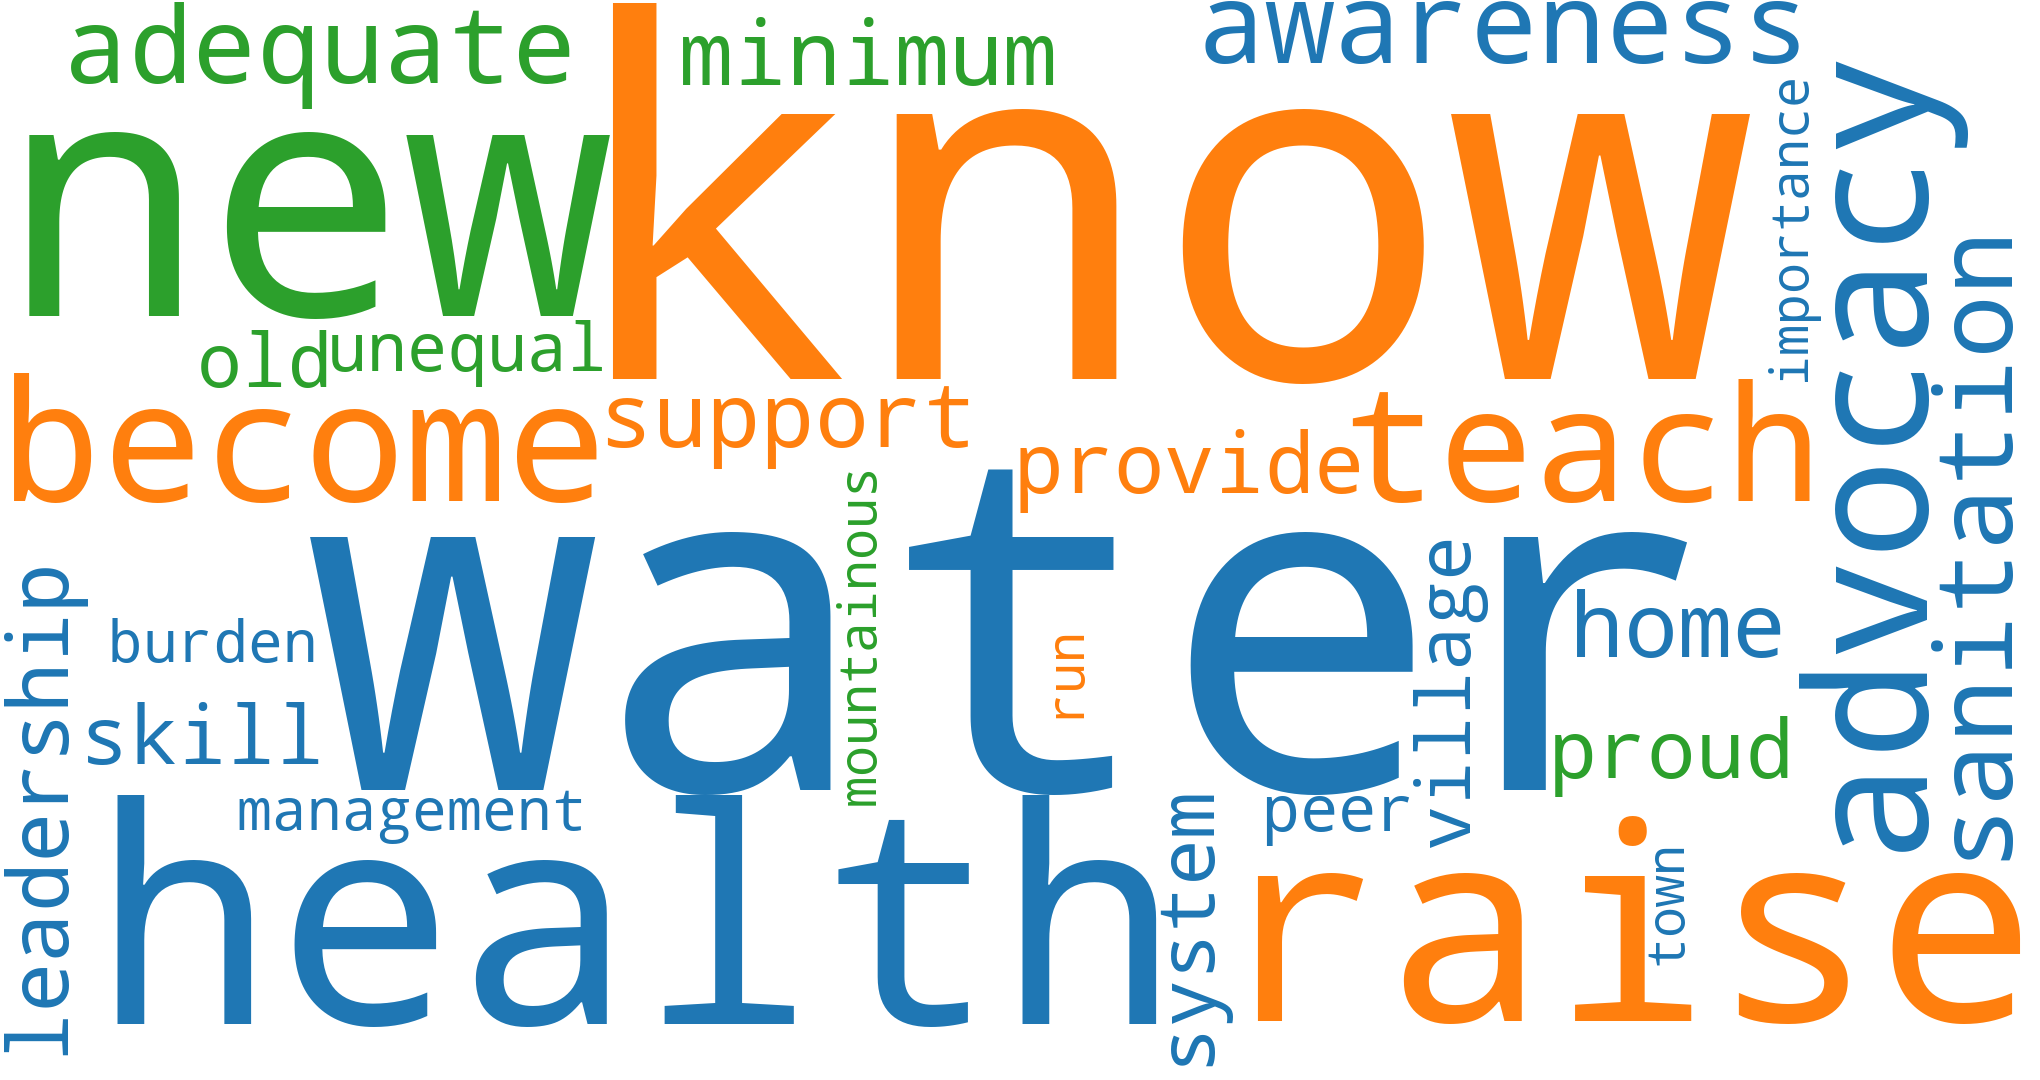 adequate
minimum
awareness
new
know
importance
advocacy
old
unequal
sanitation
become
support
provide
teach
mountainous
water
run
village
home
leadership
burden
skill
proud
management
health
system
peer
raise
town